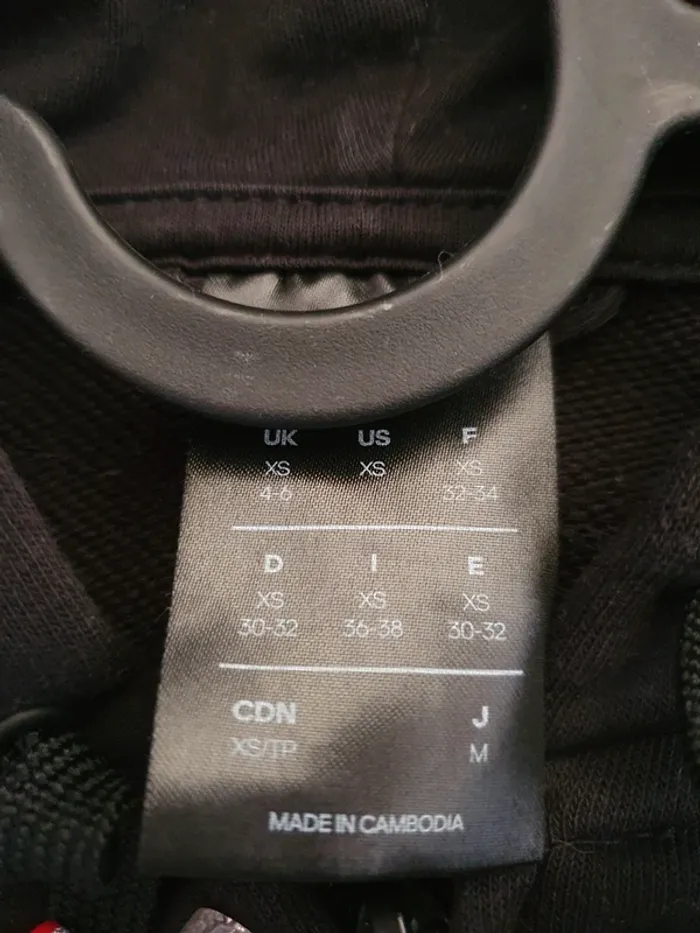 UK US F
XS XS XS
4-6 32-34
D I E
XS XS XS
30-32 36-38 30-32
CDN J
XS/TP M
MADE IN CAMBODIA